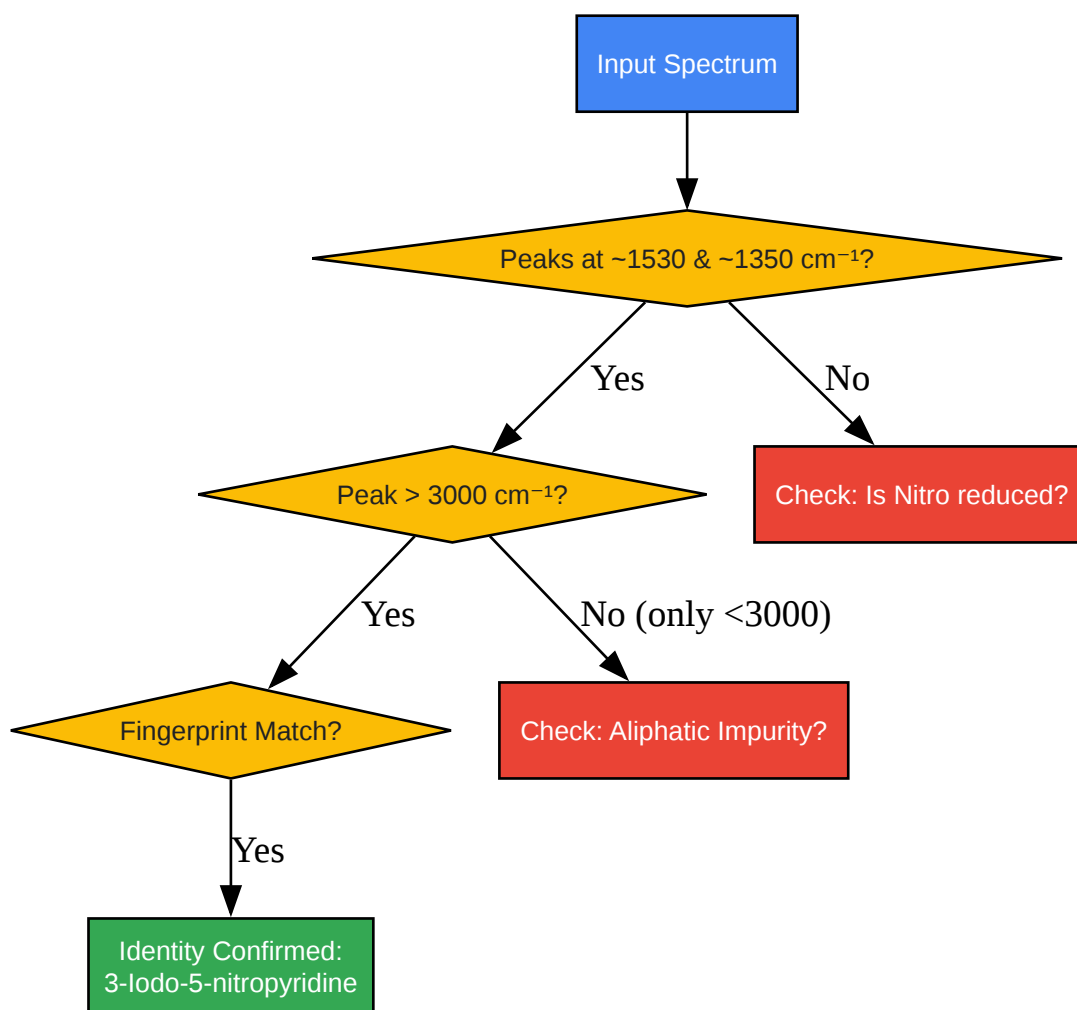 Input Spectrum
Peaks at ~1530 & ~1350 cm⁻¹?
Yes
No
Peak > 3000 cm⁻¹?
Check: Is Nitro reduced?
Yes
No (only <3000)
Fingerprint Match?
Check: Aliphatic Impurity?
Yes
Identity Confirmed:
3-Iodo-5-nitropyridine